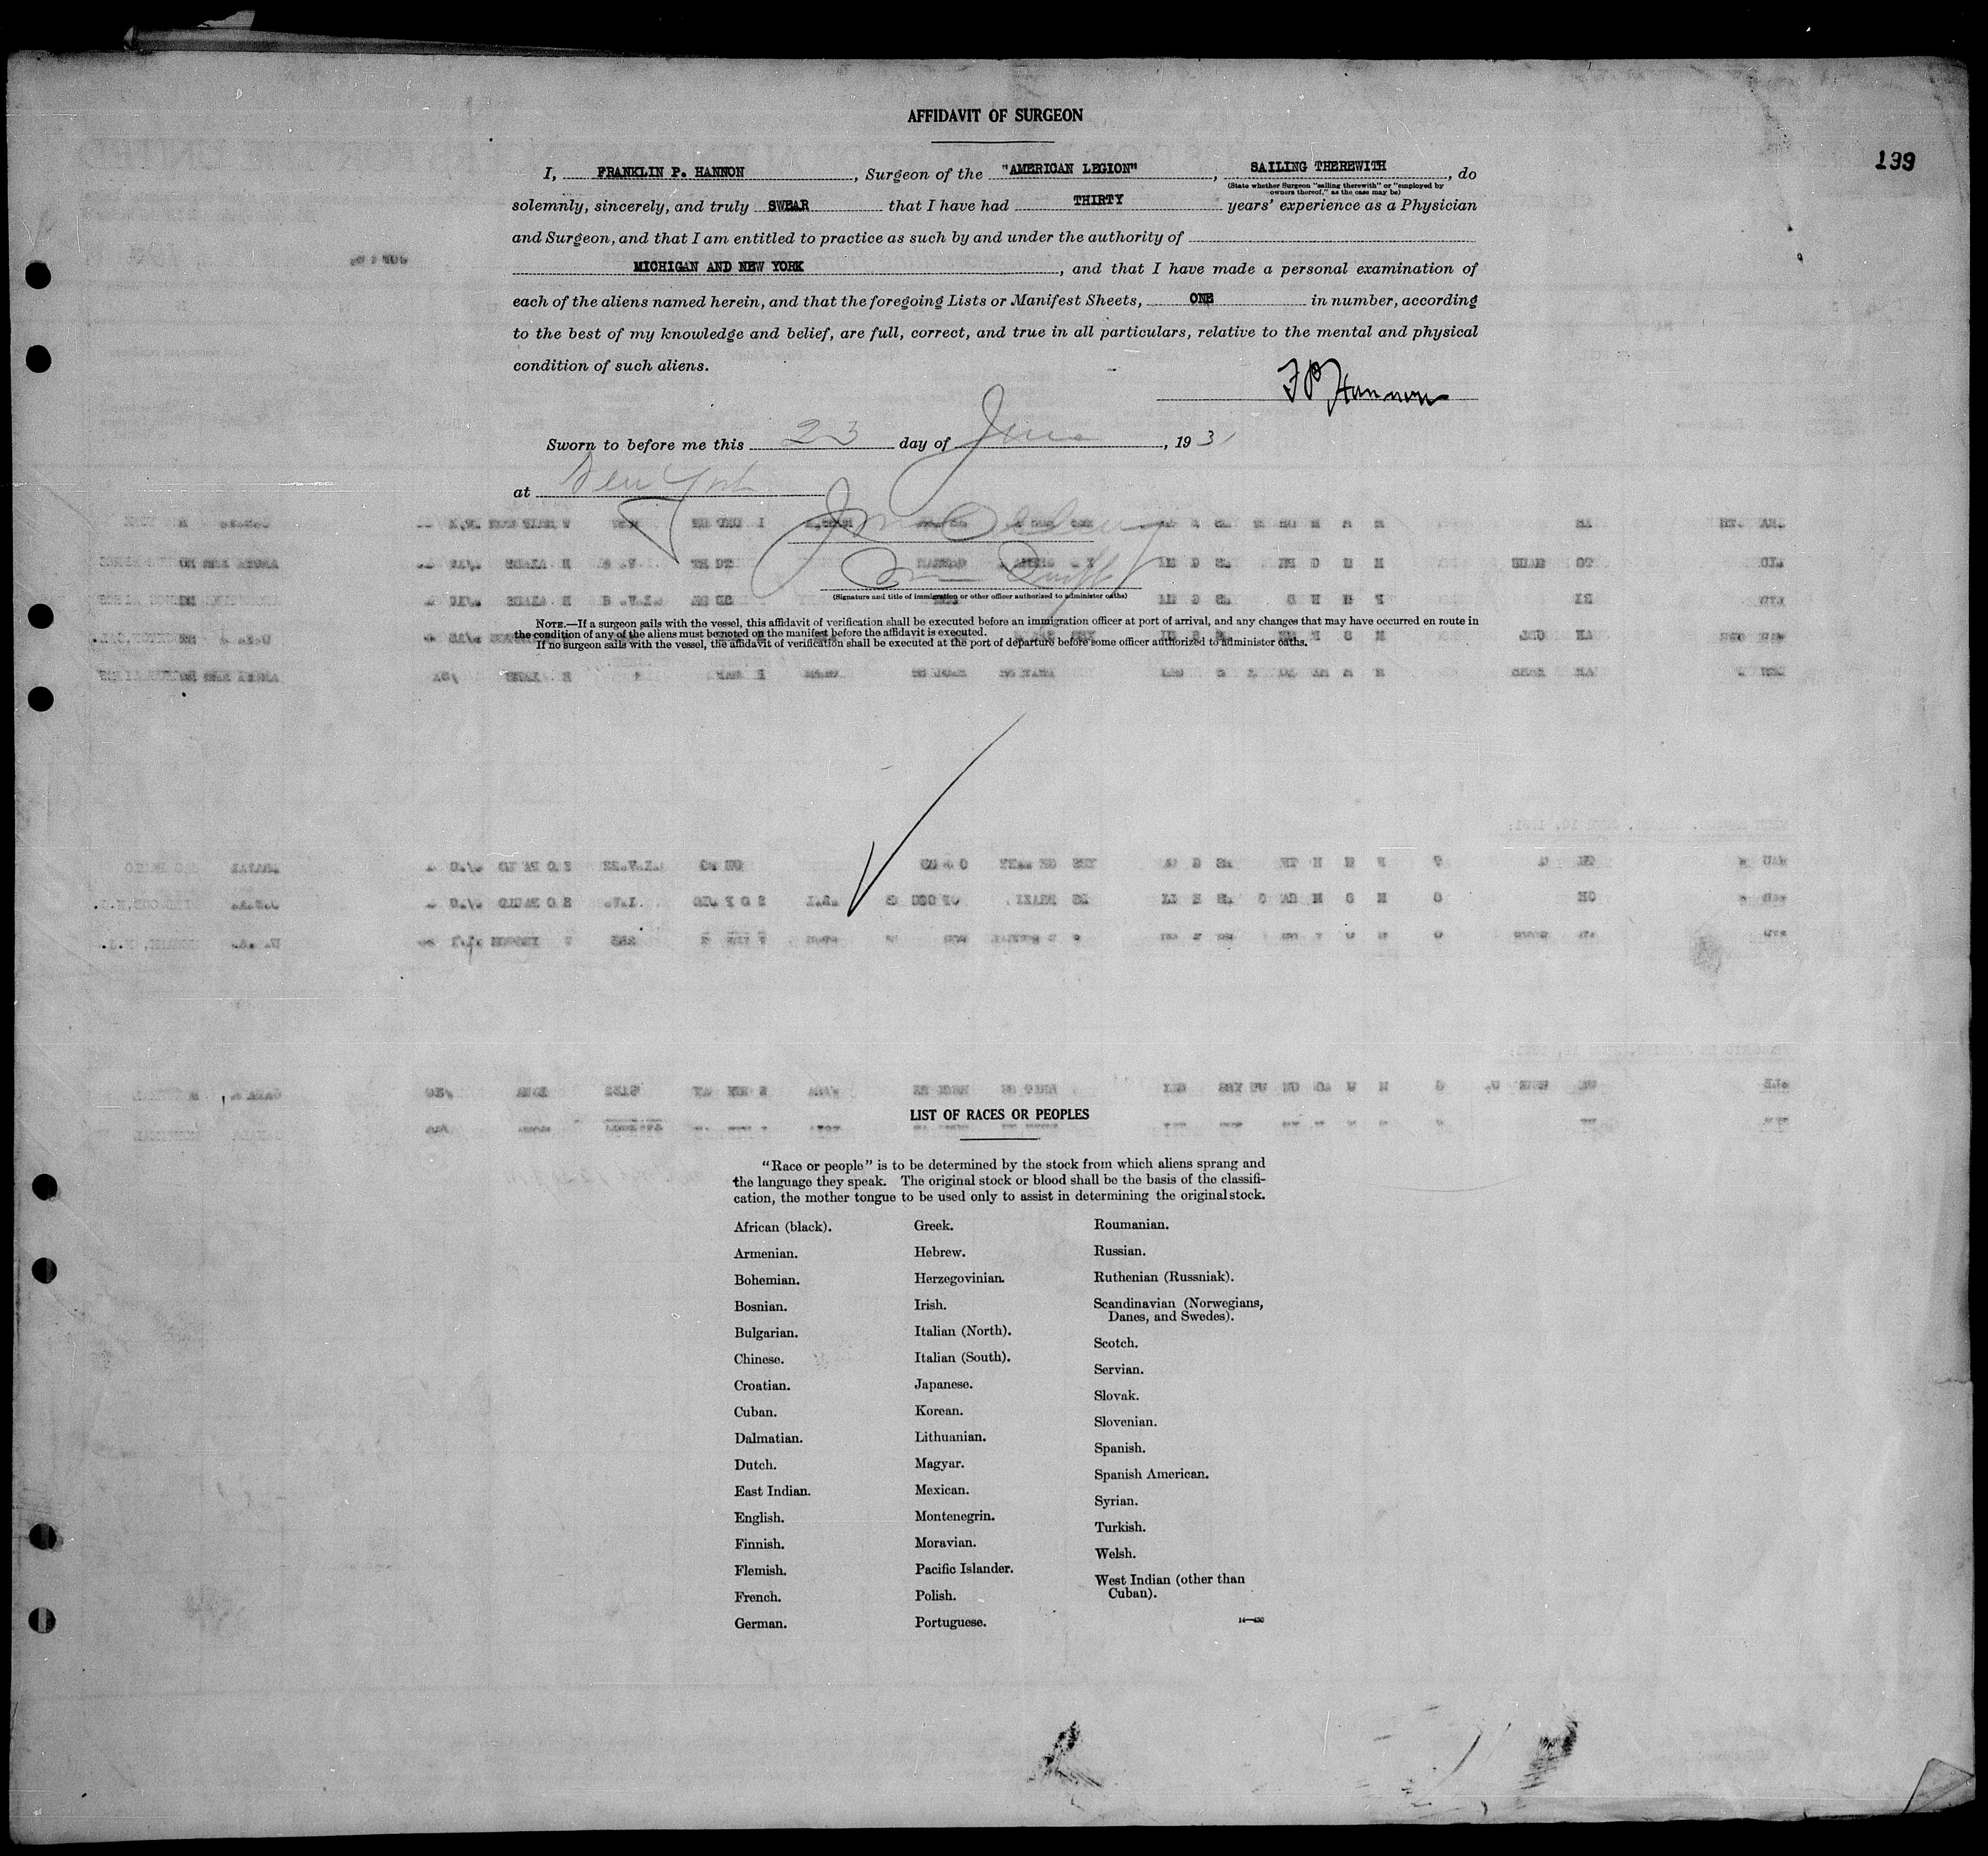 AFFIDAVIT OF SURGEON
139
I, FRANKLIN P. HANNON, Surgeon of the "AMERICAN LEGION", SAILING THEREWITH, do
(State whether Surgeon "sailing therewith" or "employed by
owners thereof," as the case may be)
solemnly, sincerely, and truly SWEAR that I have had THIRTY years' experience as a Physician
and Surgeon, and that I am entitled to practice as such by and under the authority of
MICHIGAN AND NEW YORK, and that I have made a personal examination of
each of the aliens named herein, and that the foregoing Lists or Manifest Sheets, ONE in number, according
to the best of my knowledge and belief, are full, correct, and true in all particulars, relative to the mental and physical
condition of such aliens.
F P Hannon
Sworn to before me this 23 day of June, 1931
at New York
(Signature and title of immigration or other officer authorized to administer oaths)
NOTE.—If a surgeon sails with the vessel, this affidavit of verification shall be executed before an immigration officer at port of arrival, and any changes that may have occurred en route in
the condition of any of the aliens must be noted on the manifest before the affidavit is executed.
If no surgeon sails with the vessel, the affidavit of verification shall be executed at the port of departure before some officer authorized to administer oaths.
LIST OF RACES OR PEOPLES
"Race or people" is to be determined by the stock from which aliens sprang and
the language they speak. The original stock or blood shall be the basis of the classifi-
cation, the mother tongue to be used only to assist in determining the original stock.
African (black).
Armenian.
Bohemian.
Bosnian.
Bulgarian.
Chinese.
Croatian.
Cuban.
Dalmatian.
Dutch.
East Indian.
English.
Finnish.
Flemish.
French.
German.
Greek.
Hebrew.
Herzegovinian.
Irish.
Italian (North).
Italian (South).
Japanese.
Korean.
Lithuanian.
Magyar.
Mexican.
Montenegrin.
Moravian.
Pacific Islander.
Polish.
Portuguese.
Roumanian.
Russian.
Ruthenian (Russniak).
Scandinavian (Norwegians,
Danes, and Swedes).
Scotch.
Servian.
Slovak.
Slovenian.
Spanish.
Spanish American.
Syrian.
Turkish.
Welsh.
West Indian (other than
Cuban).